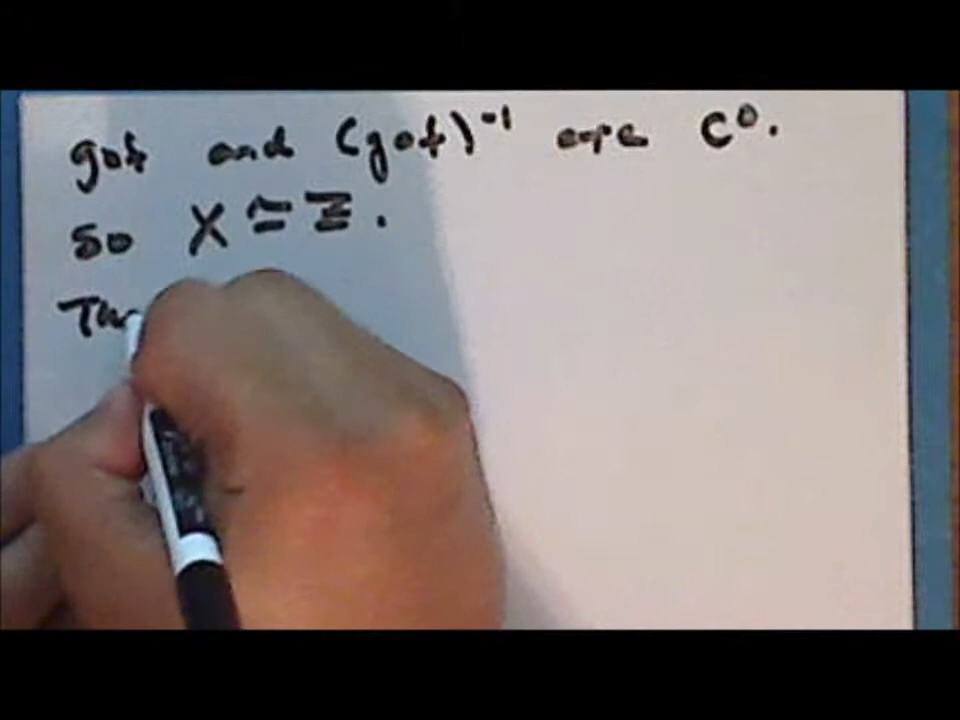 g∘f and (g∘f)⁻¹ are C⁰.
So X ≃ Z.